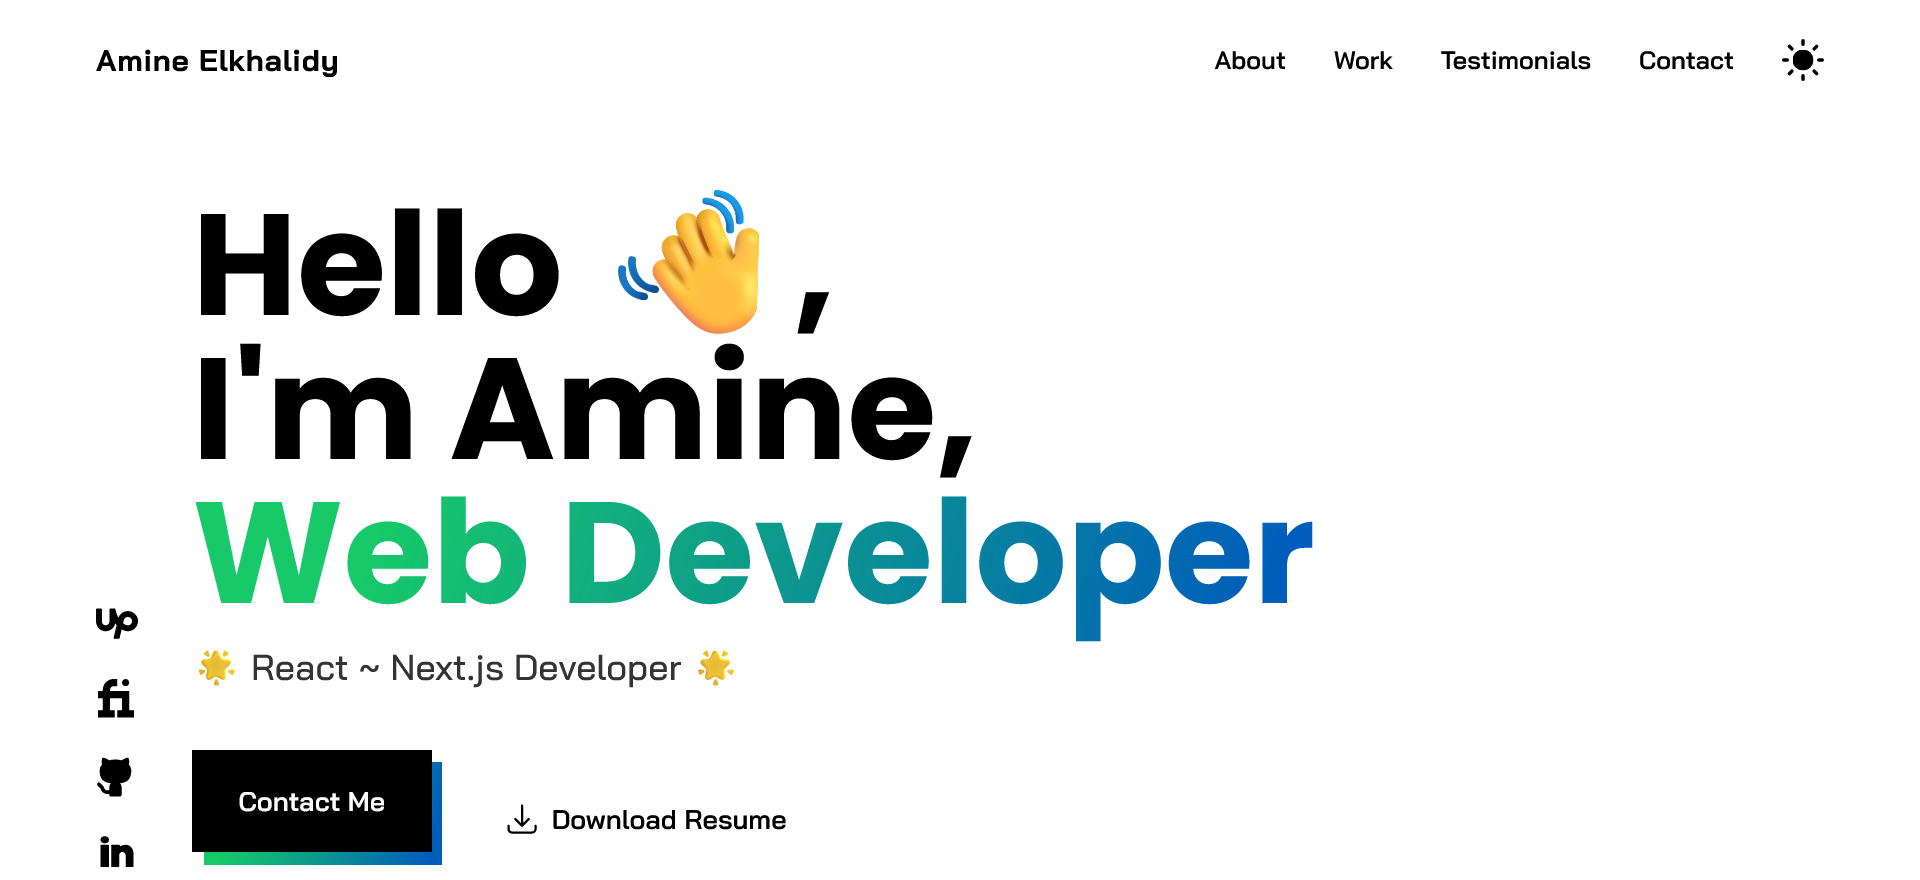 Amine Elkhalidy
About Work Testimonials Contact
Hello 👋,
I'm Amine,
Web Developer
🌟 React ~ Next.js Developer 🌟
up
fi
in
Contact Me
Download Resume